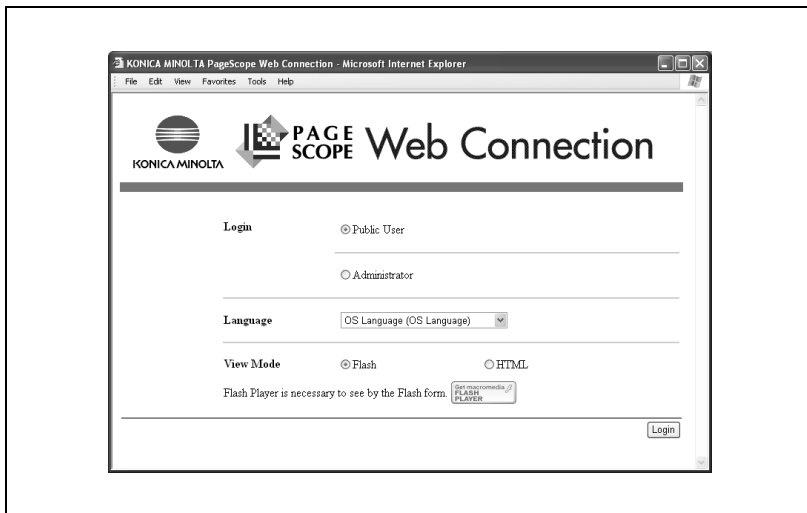 KONICA MINOLTA PageScope Web Connection - Microsoft Internet Explorer
File Edit View Favorites Tools Help
KONICA MINOLTA
PAGE SCOPE Web Connection
Login
Public User
Administrator
Language
OS Language (OS Language)
View Mode
Flash
HTML
Flash Player is necessary to see by the Flash form.
Get macromedia
FLASH
PLAYER
Login